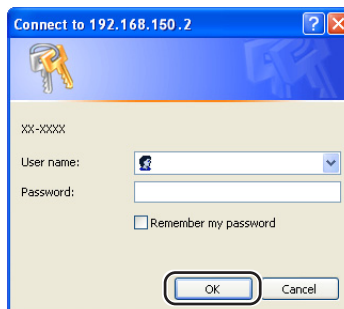 Connect to 192.168.150.2
XX-XXXX
User name:
Password:
Remember my password
OK Cancel